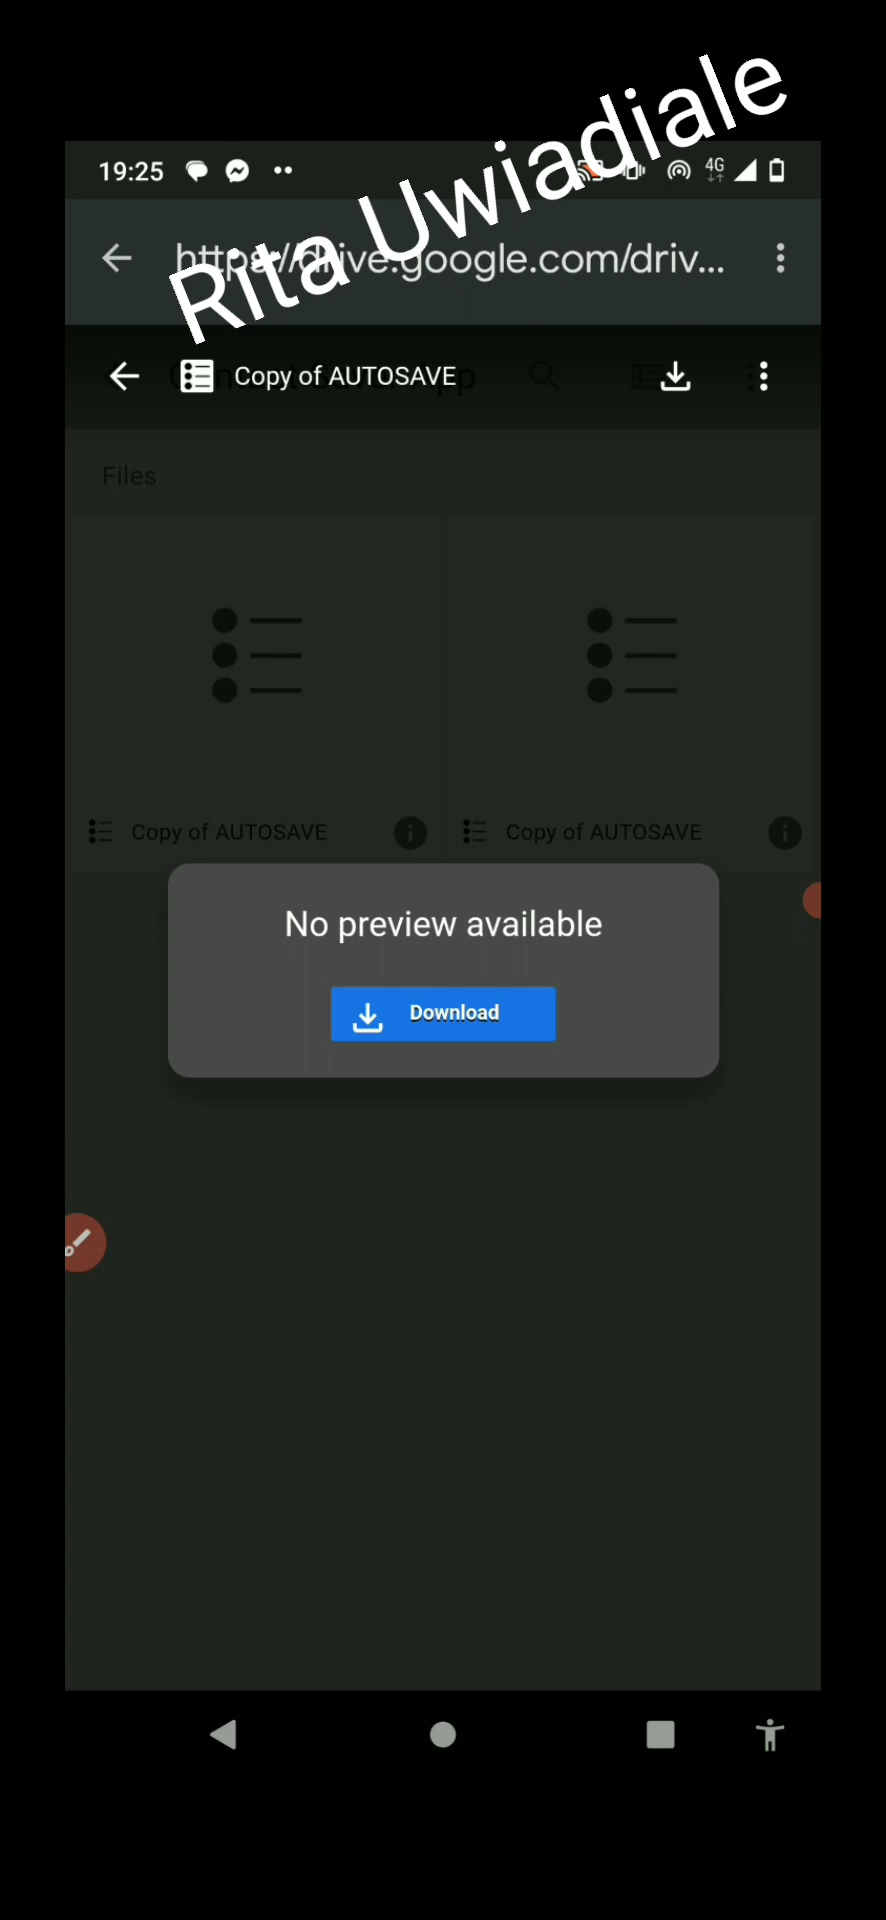 Rita Uwiadiale
19:25
4G
https://drive.google.com/driv...
Copy of AUTOSAVE
Files
Copy of AUTOSAVE
Copy of AUTOSAVE
No preview available
Download